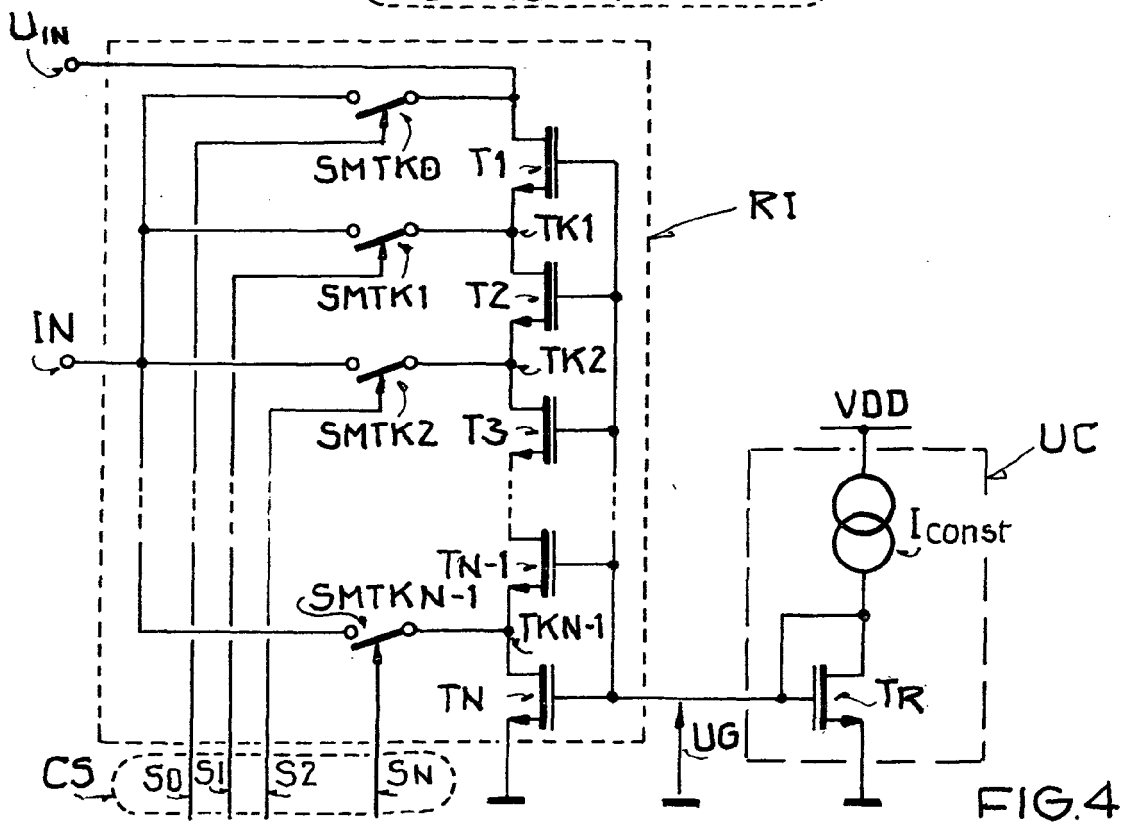 UIN
SMTK0
T1
RI
TK1
SMTK1
T2
IN
TK2
SMTK2
T3
VDD
UC
Iconst
TN-1
SMTKN-1
TKN-1
TN
TR
UG
CS
S0
S1
S2
SN
FIG.4